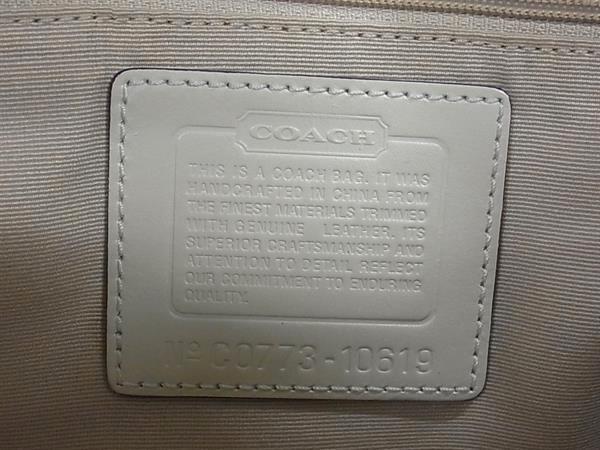 COACH
THIS IS A COACH BAG. IT WAS
HANDCRAFTED IN CHINA FROM
THE FINEST MATERIALS TRIMMED
WITH GENUINE LEATHER. ITS
SUPERIOR CRAFTSMANSHIP AND
ATTENTION TO DETAIL REFLECT
OUR COMMITMENT TO ENDURING
QUALITY.
Nº C0773-10619